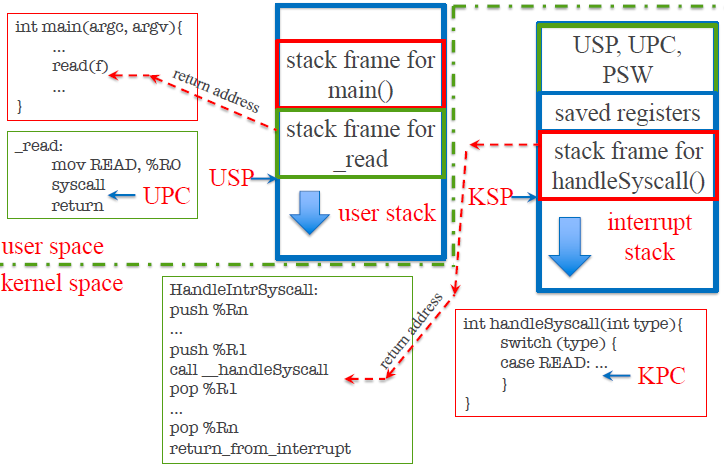 int main(argc, argv){
...
read(f)
...
}
return address
_read:
mov READ, %R0
syscall
return
UPC
user space
kernel space
stack frame for
main()
stack frame for
_read
USP
user stack
USP, UPC,
PSW
saved registers
stack frame for
handleSyscall()
KSP
interrupt
stack
HandleIntrSyscall:
push %Rn
...
push %R1
call __handleSyscall
pop %R1
...
pop %Rn
return_from_interrupt
return address
int handleSyscall(int type){
switch (type) {
case READ: ...
}
}
KPC